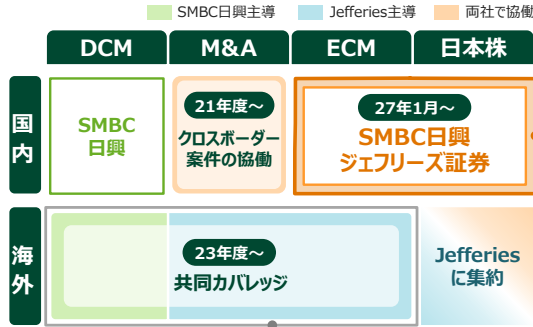 SMBC日興主導 Jefferies主導 両社で協働
DCM M&A ECM 日本株
国内
SMBC
日興
21年度~
クロスボーダー
案件の協働
27年1月~
SMBC日興
ジェフリーズ証券
海外
23年度~
共同カバレッジ
Jefferies
に集約